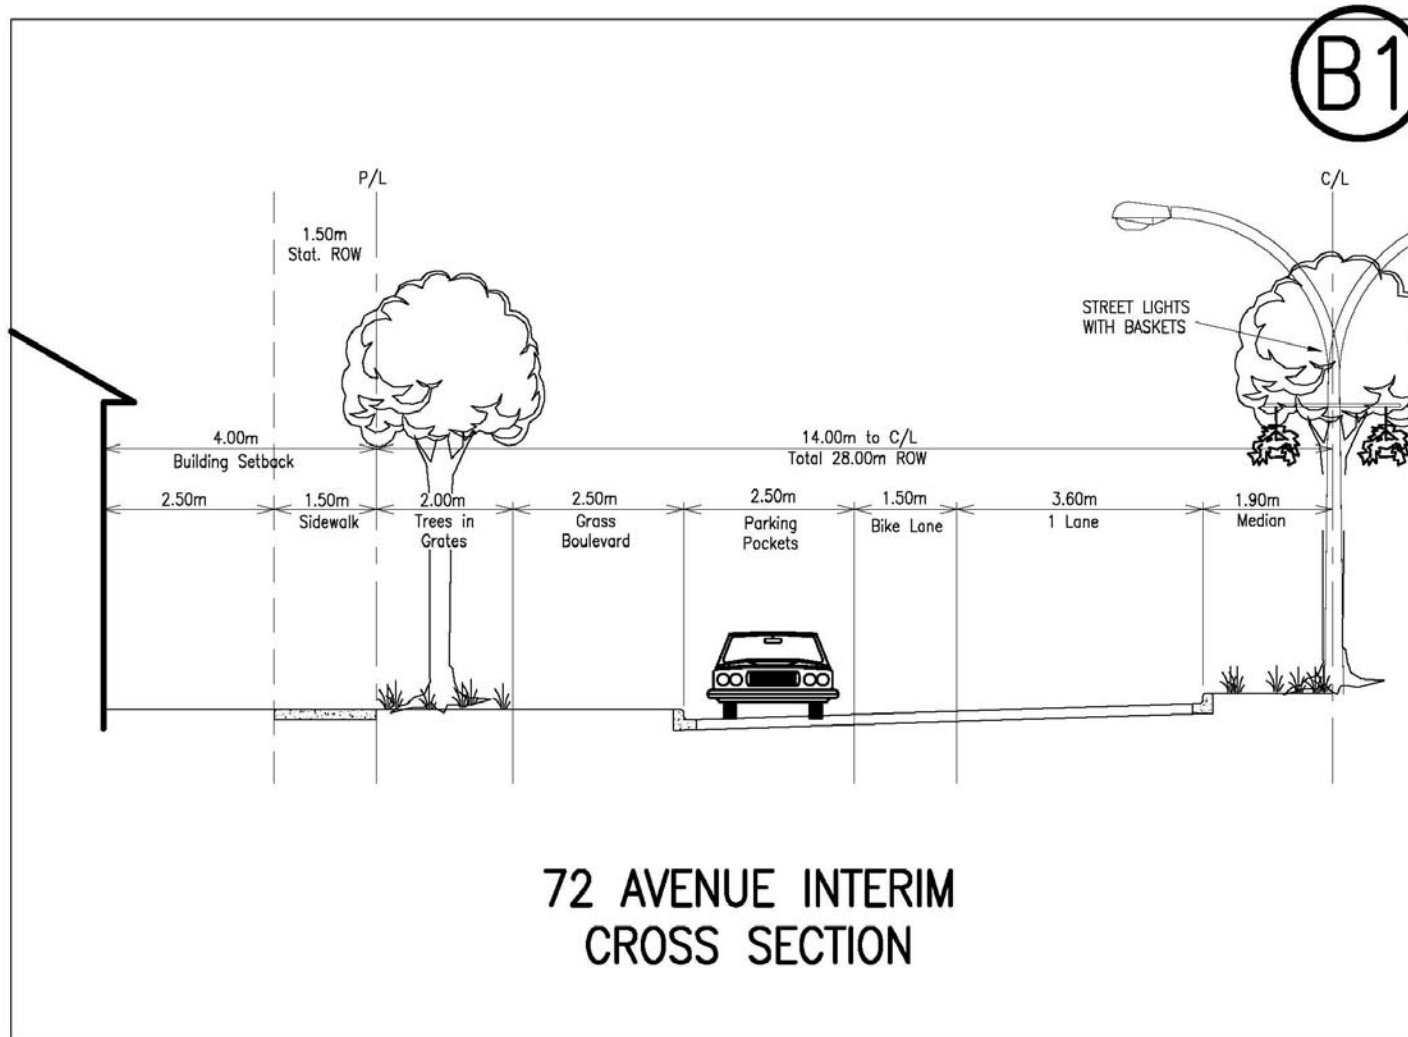 B1
P/L
C/L
1.50m
Stat. ROW
STREET LIGHTS
WITH BASKETS
4.00m
Building Setback
14.00m to C/L
Total 28.00m ROW
2.50m
1.50m
Sidewalk
2.00m
Trees in
Grates
2.50m
Grass
Boulevard
2.50m
Parking
Pockets
1.50m
Bike Lane
3.60m
1 Lane
1.90m
Median
72 AVENUE INTERIM
CROSS SECTION